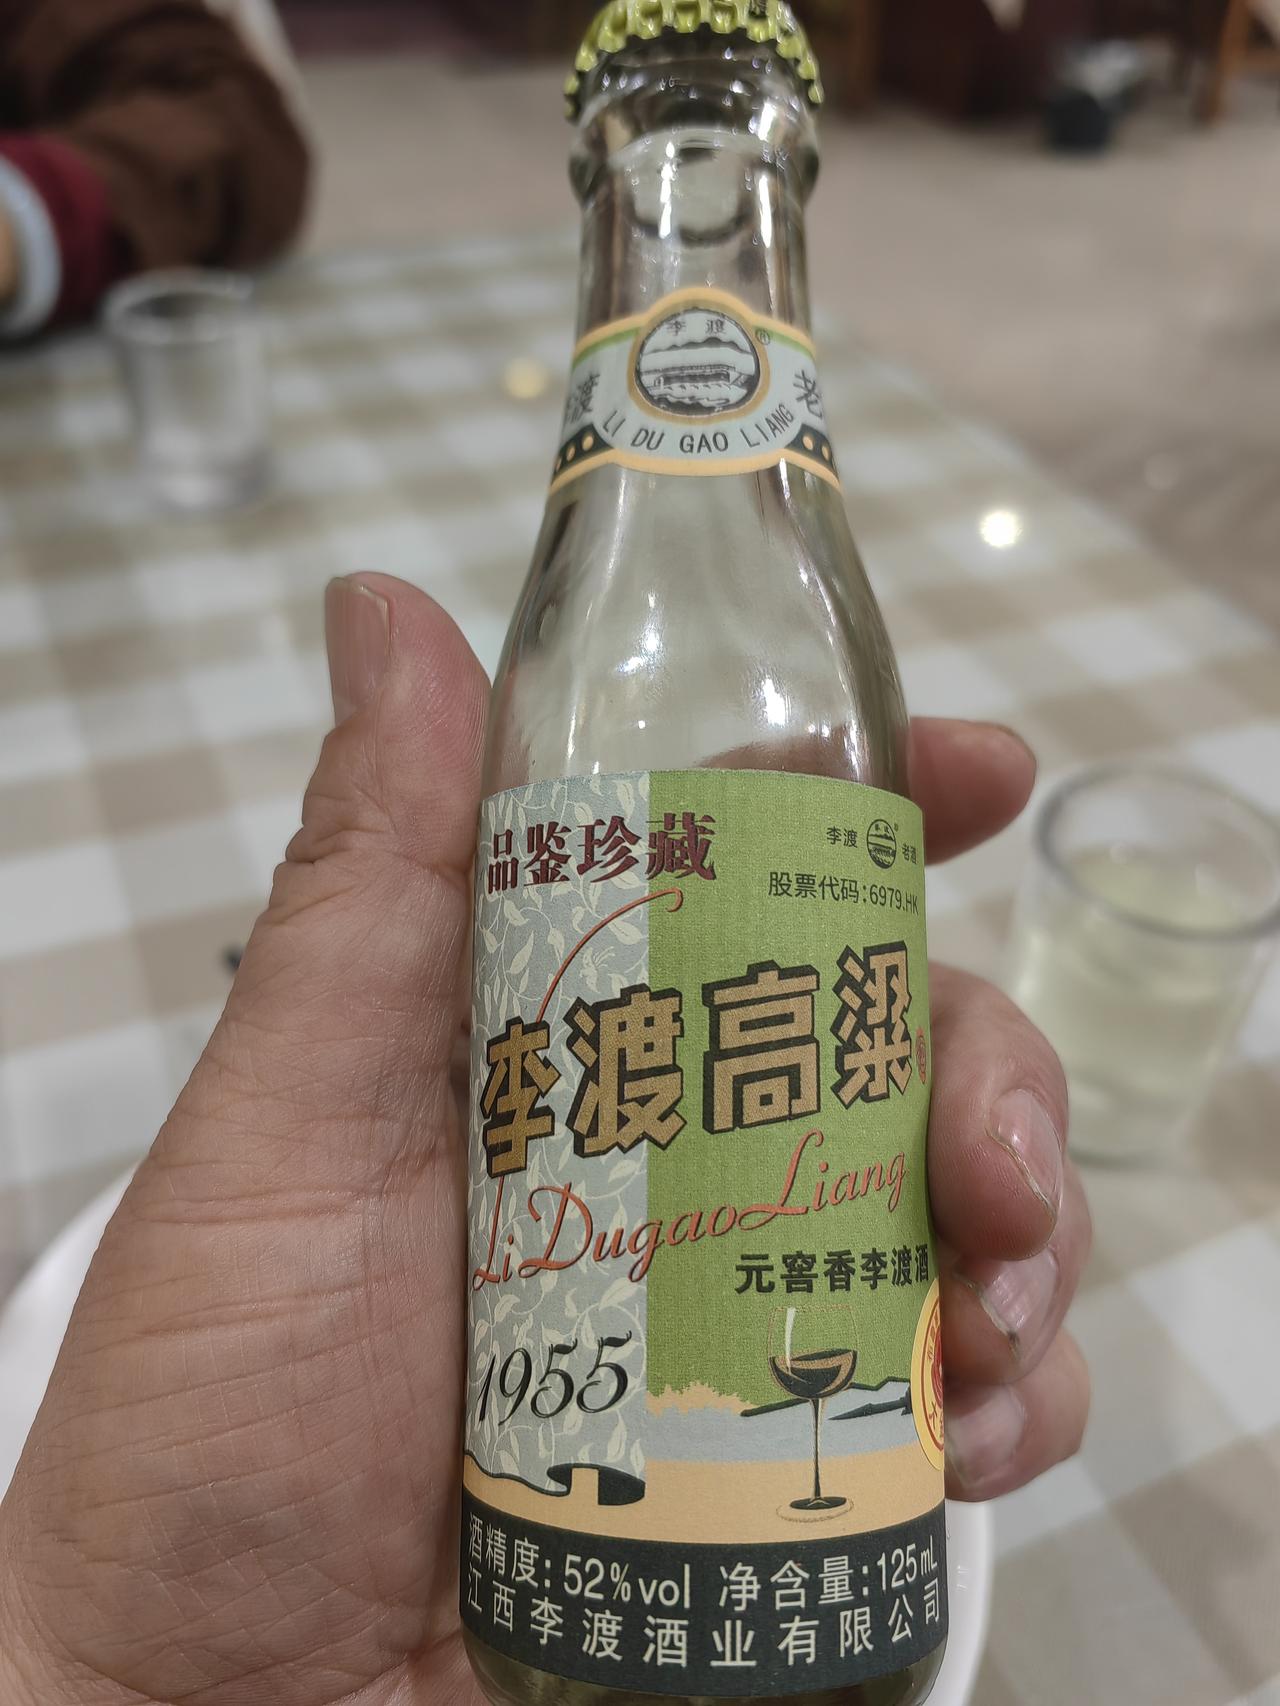 李渡
渡 老
LI DU GAO LIANG
品鉴珍藏
李渡 老酒
股票代码:6979.HK
李渡高粱
Li Dugao Liang
元窖香李渡酒
1955
酒精度:52%vol 净含量:125mL
江西李渡酒业有限公司